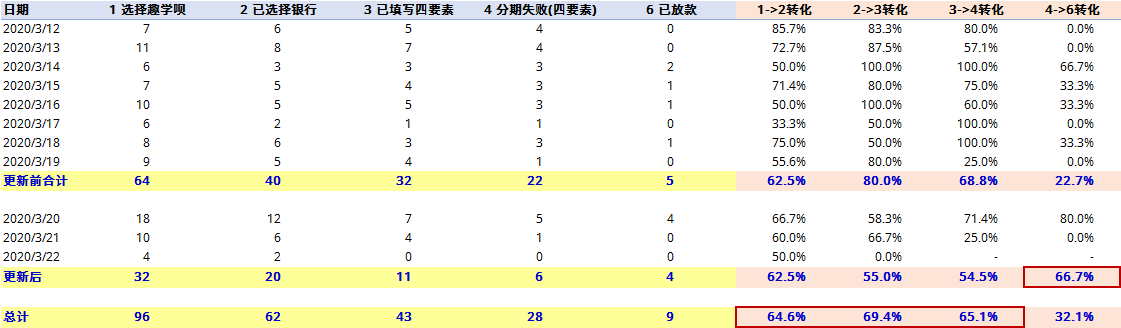 日期 1 选择趣学呗 2 已选择银行 3 已填写四要素 4 分期失败(四要素) 6 已放款 1->2转化 2->3转化 3->4转化 4->6转化
2020/3/12 7 6 5 4 0 85.7% 83.3% 80.0% 0.0%
2020/3/13 11 8 7 4 0 72.7% 87.5% 57.1% 0.0%
2020/3/14 6 3 3 3 2 50.0% 100.0% 100.0% 66.7%
2020/3/15 7 5 4 3 1 71.4% 80.0% 75.0% 33.3%
2020/3/16 10 5 5 3 1 50.0% 100.0% 60.0% 33.3%
2020/3/17 6 2 1 1 0 33.3% 50.0% 100.0% 0.0%
2020/3/18 8 6 3 3 1 75.0% 50.0% 100.0% 33.3%
2020/3/19 9 5 4 1 0 55.6% 80.0% 25.0% 0.0%
更新前合计 64 40 32 22 5 62.5% 80.0% 68.8% 22.7%
2020/3/20 18 12 7 5 4 66.7% 58.3% 71.4% 80.0%
2020/3/21 10 6 4 1 0 60.0% 66.7% 25.0% 0.0%
2020/3/22 4 2 0 0 0 50.0% 0.0% - -
更新后 32 20 11 6 4 62.5% 55.0% 54.5% 66.7%
总计 96 62 43 28 9 64.6% 69.4% 65.1% 32.1%